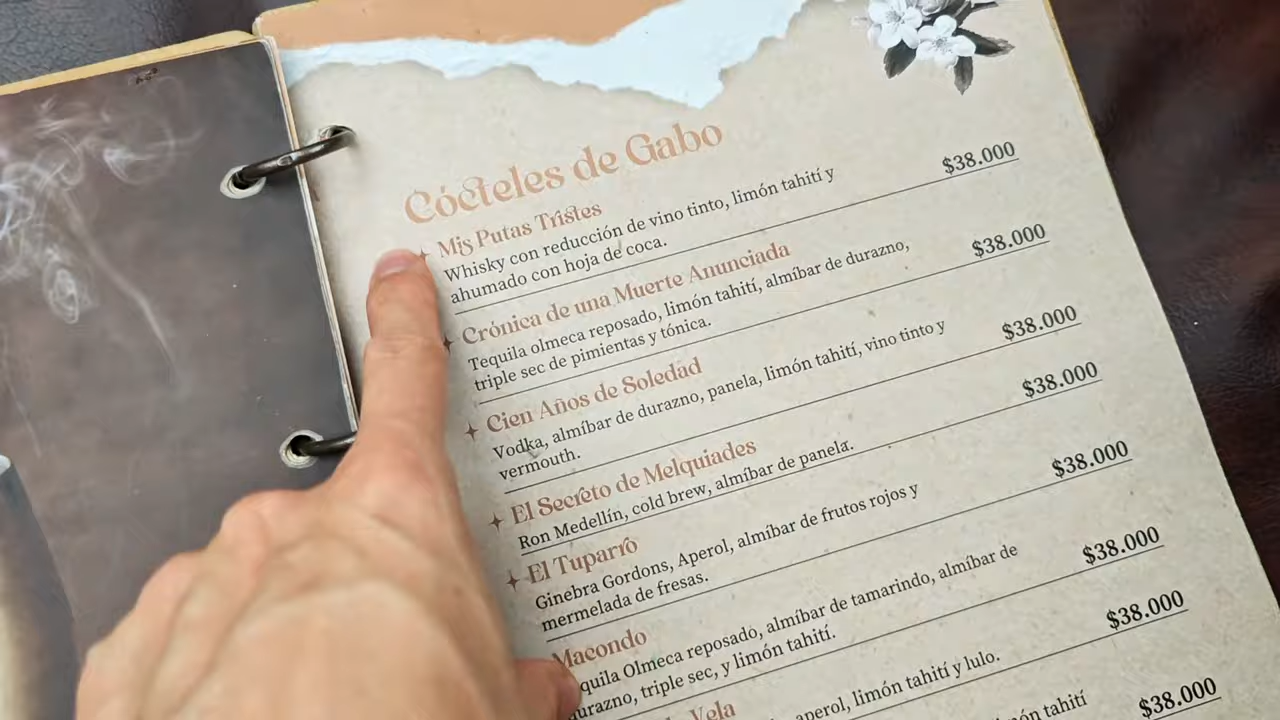 Cócteles de Gabo
Mis Putas Tristes
$38.000
Whisky con reducción de vino tinto, limón tahití y
ahumado con hoja de coca.
Crónica de una Muerte Anunciada
$38.000
Tequila olmeca reposado, limón tahití, almíbar de durazno,
triple sec de pimientas y tónica.
Cien Años de Soledad
$38.000
Vodka, almíbar de durazno, panela, limón tahití, vino tinto y
vermouth.
El Secreto de Melquiades
$38.000
Ron Medellín, cold brew, almíbar de panela.
El Tuparro
$38.000
Ginebra Gordons, Aperol, almíbar de frutos rojos y
mermelada de fresas.
Macondo
$38.000
Olmeca reposado, almíbar de tamarindo, almíbar de
triple sec, y limón tahití.
Vela
$38.000
aperol, limón tahití y lulo.
$38.000
tahití